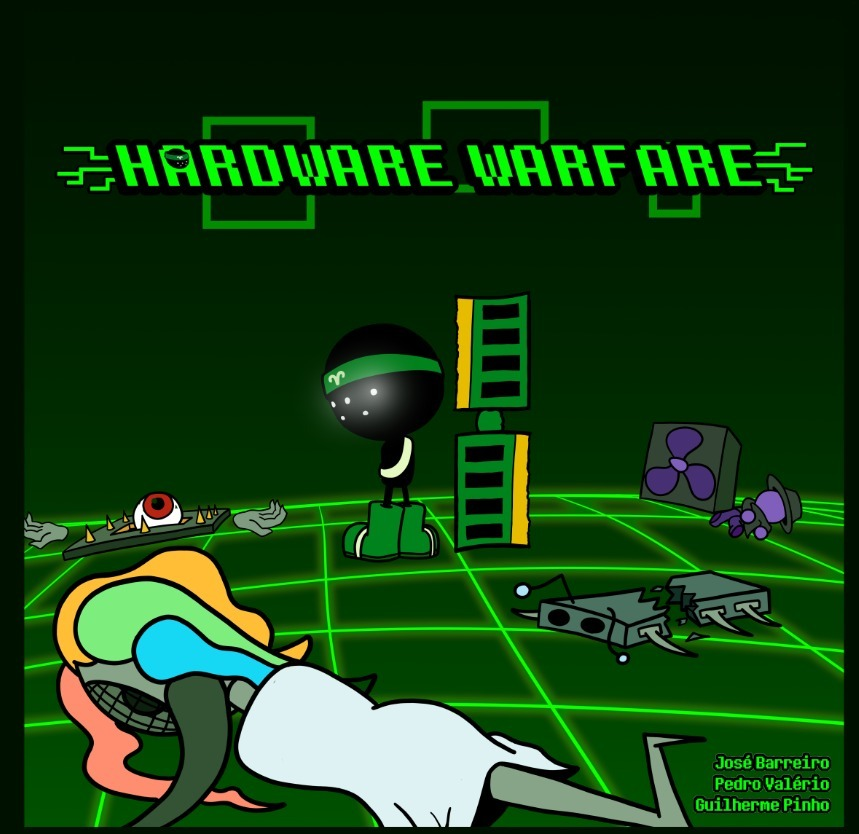 HARDWARE WARFARE
José Barreiro
Pedro Valério
Guilherme Pinho